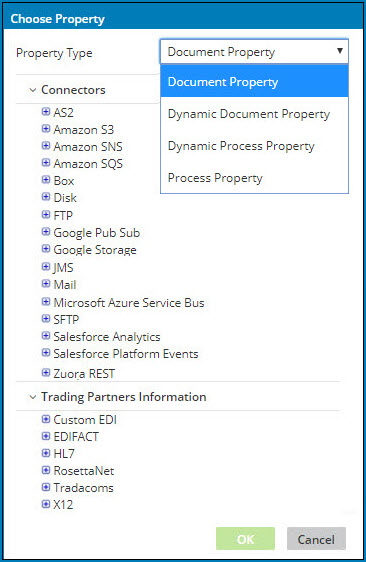 Choose Property
Property Type
Document Property
Document Property
Dynamic Document Property
Dynamic Process Property
Process Property
Connectors
AS2
Amazon S3
Amazon SNS
Amazon SQS
Box
Disk
FTP
Google Pub Sub
Google Storage
JMS
Mail
Microsoft Azure Service Bus
SFTP
Salesforce Analytics
Salesforce Platform Events
Zuora REST
Trading Partners Information
Custom EDI
EDIFACT
HL7
RosettaNet
Tradacoms
X12
OK
Cancel